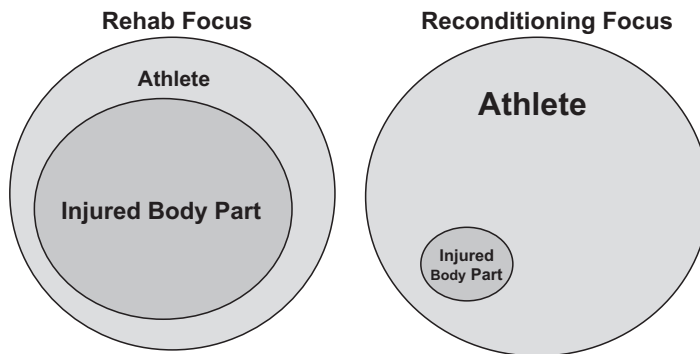 Rehab Focus
Athlete
Injured Body Part
Reconditioning Focus
Athlete
Injured
Body Part